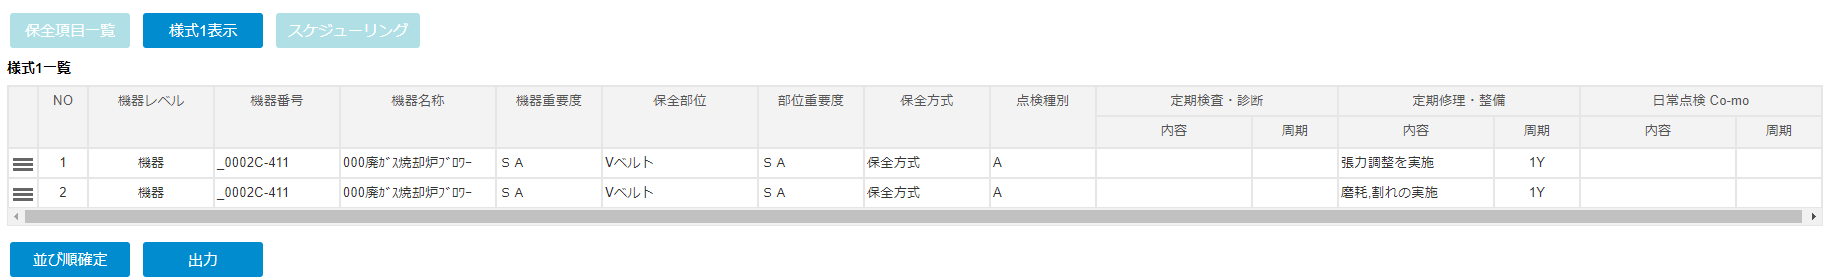 保全項目一覧 様式1表示 スケジューリング
様式1一覧
NO 機器レベル 機器番号 機器名称 機器重要度 保全部位 部位重要度 保全方式 点検種別 定期検査・診断 定期修理・整備 日常点検 Co-mo
内容 周期 内容 周期 内容 周期
1 機器 _0002C-411 000廃ｶﾞｽ焼却炉ﾌﾞﾛﾜｰ ＳＡ Vベルト ＳＡ 保全方式 A 張力調整を実施 1Y
2 機器 _0002C-411 000廃ｶﾞｽ焼却炉ﾌﾞﾛﾜｰ ＳＡ Vベルト ＳＡ 保全方式 A 磨耗,割れの実施 1Y
並び順確定 出力